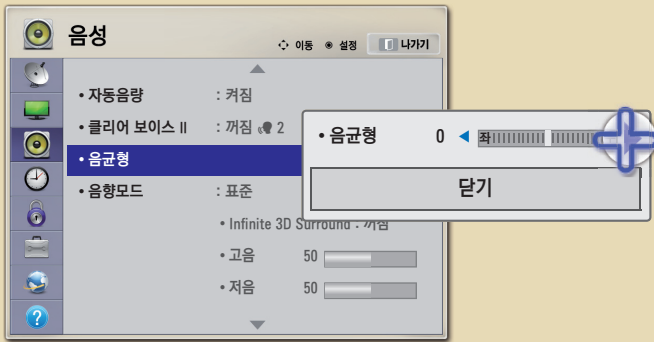 음성
이동 설정 나가기
• 자동음량 : 켜짐
• 클리어 보이스 II : 꺼짐 2
• 음균형
• 음향모드 : 표준
• Infinite 3D Surround : 꺼짐
• 고음 50
• 저음 50
?
• 음균형 0 ◀ 좌
닫기